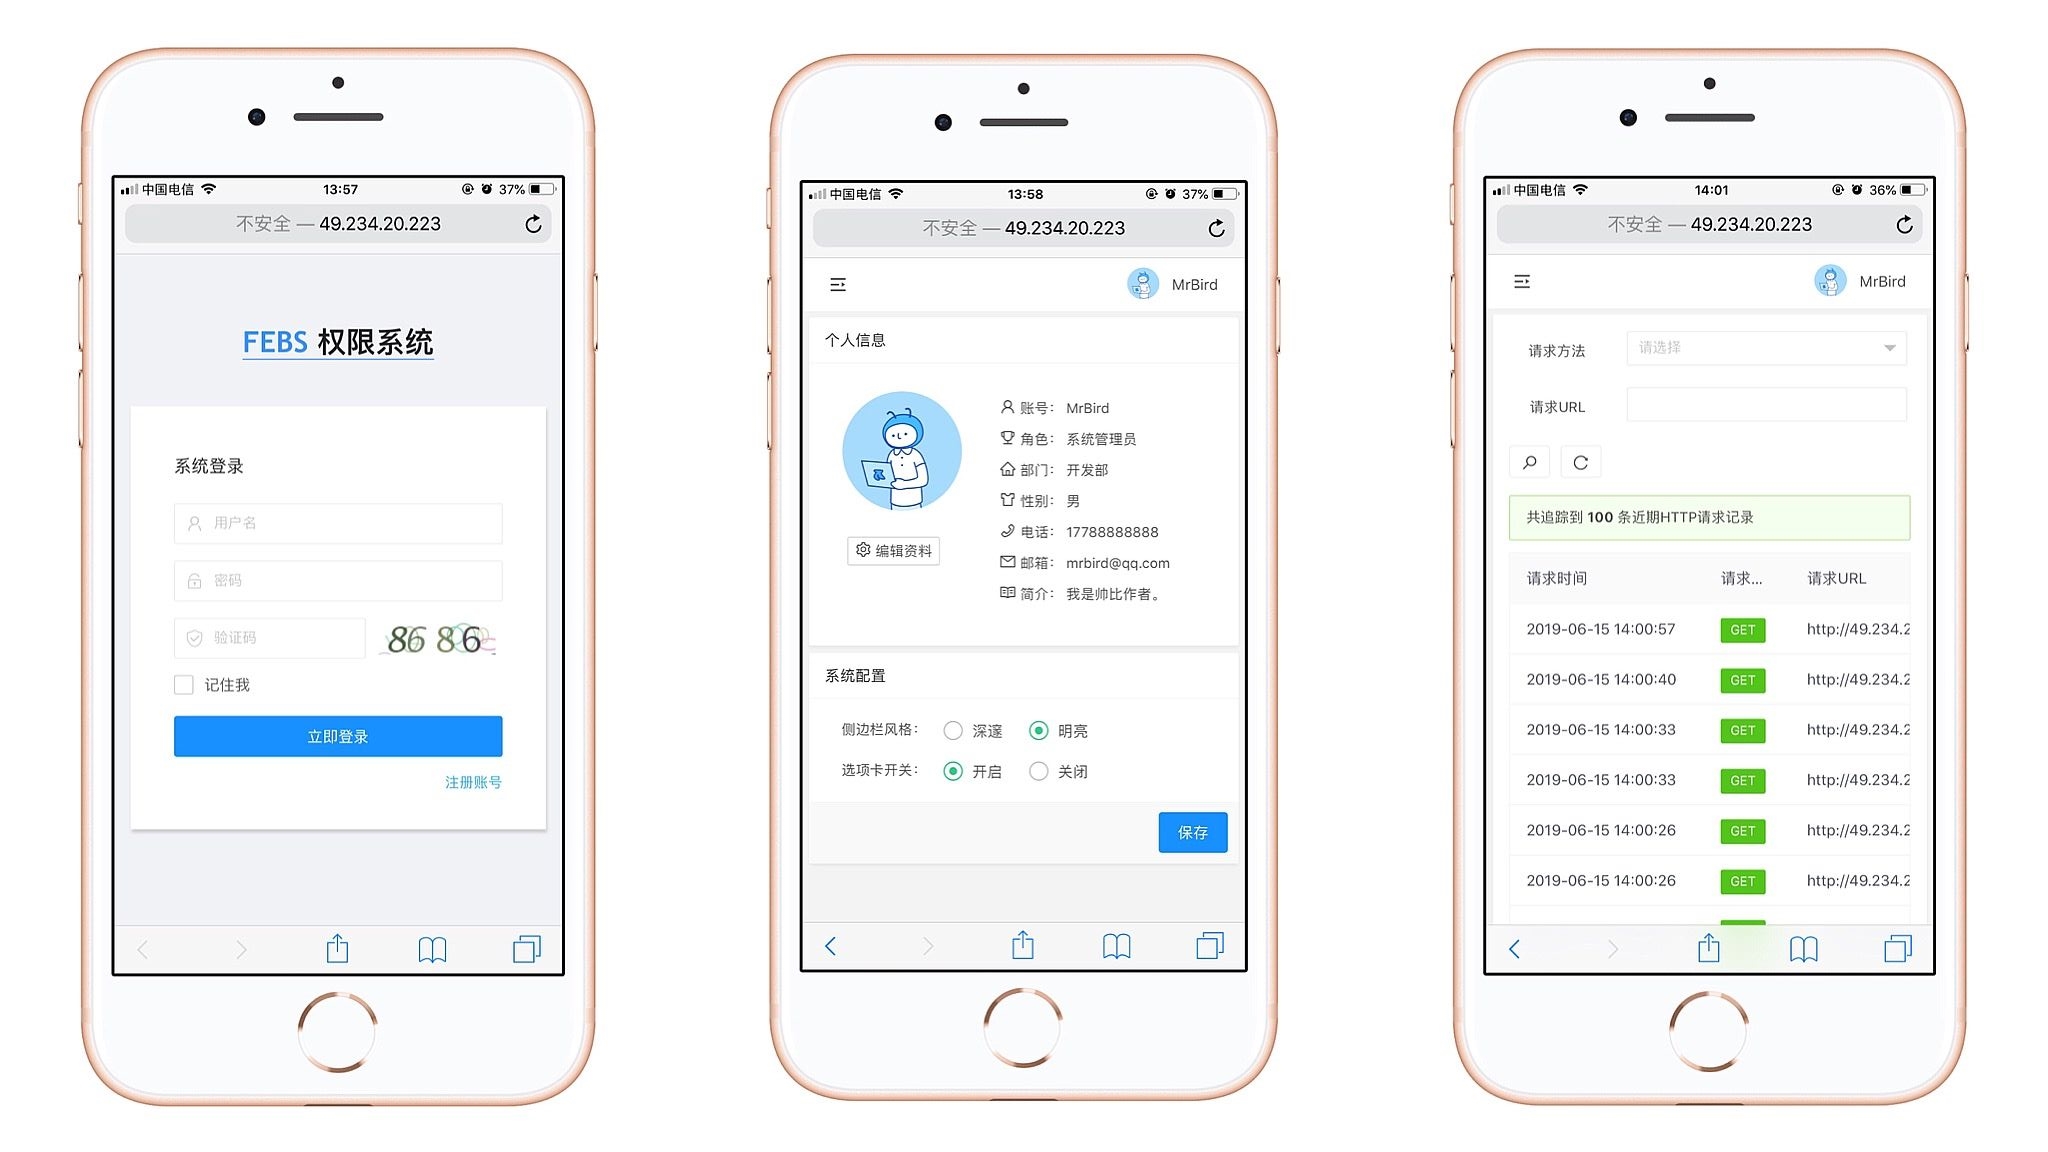 中国电信 13:57 37%
不安全 — 49.234.20.223
FEBS 权限系统
系统登录
用户名
密码
验证码 86 86
记住我
立即登录
注册账号
中国电信 13:58 37%
不安全 — 49.234.20.223
MrBird
个人信息
账号： MrBird
角色： 系统管理员
部门： 开发部
性别： 男
电话： 17788888888
邮箱： mrbird@qq.com
简介： 我是帅比作者。
编辑资料
系统配置
侧边栏风格： 深邃 明亮
选项卡开关： 开启 关闭
保存
中国电信 14:01 36%
不安全 — 49.234.20.223
MrBird
请求方法 请选择
请求URL
共追踪到 100 条近期HTTP请求记录
请求时间 请求... 请求URL
2019-06-15 14:00:57 GET http://49.234.2
2019-06-15 14:00:40 GET http://49.234.2
2019-06-15 14:00:33 GET http://49.234.2
2019-06-15 14:00:33 GET http://49.234.2
2019-06-15 14:00:26 GET http://49.234.2
2019-06-15 14:00:26 GET http://49.234.2